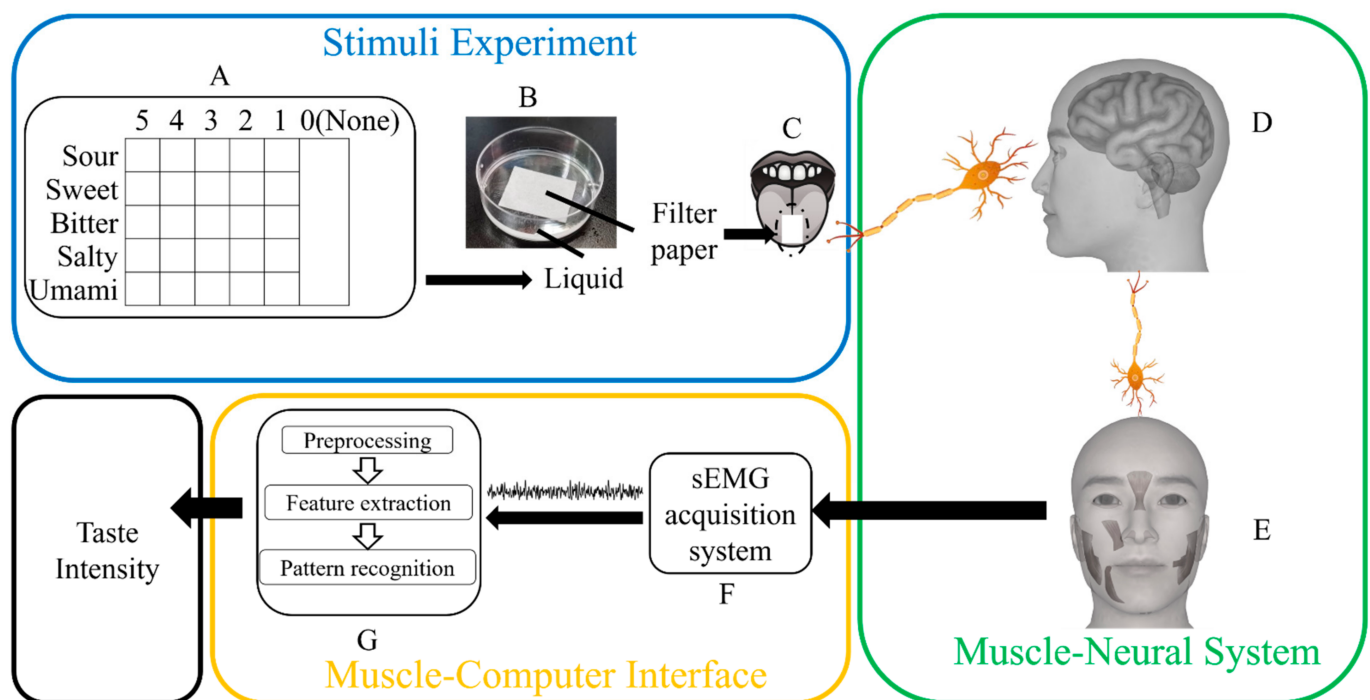 Stimuli Experiment
A
5 4 3 2 1 0(None)
Sour
Sweet
Bitter
Salty
Umami
B
Liquid
Filter
paper
C
D
E
Muscle-Neural System
sEMG
acquisition
system
F
Preprocessing
Feature extraction
Pattern recognition
G
Muscle-Computer Interface
Taste
Intensity